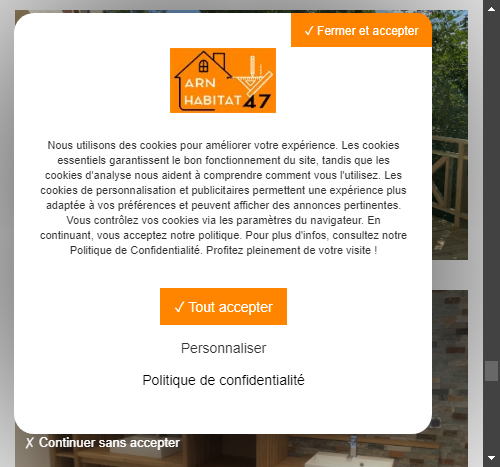 ✓ Fermer et accepter
ARN
HABITAT 47
Nous utilisons des cookies pour améliorer votre expérience. Les cookies
essentiels garantissent le bon fonctionnement du site, tandis que les
cookies d'analyse nous aident à comprendre comment vous l'utilisez. Les
cookies de personnalisation et publicitaires permettent une expérience plus
adaptée à vos préférences et peuvent afficher des annonces pertinentes.
Vous contrôlez vos cookies via les paramètres du navigateur. En
continuant, vous acceptez notre politique. Pour plus d'infos, consultez notre
Politique de Confidentialité. Profitez pleinement de votre visite !
✓ Tout accepter
Personnaliser
Politique de confidentialité
✗ Continuer sans accepter